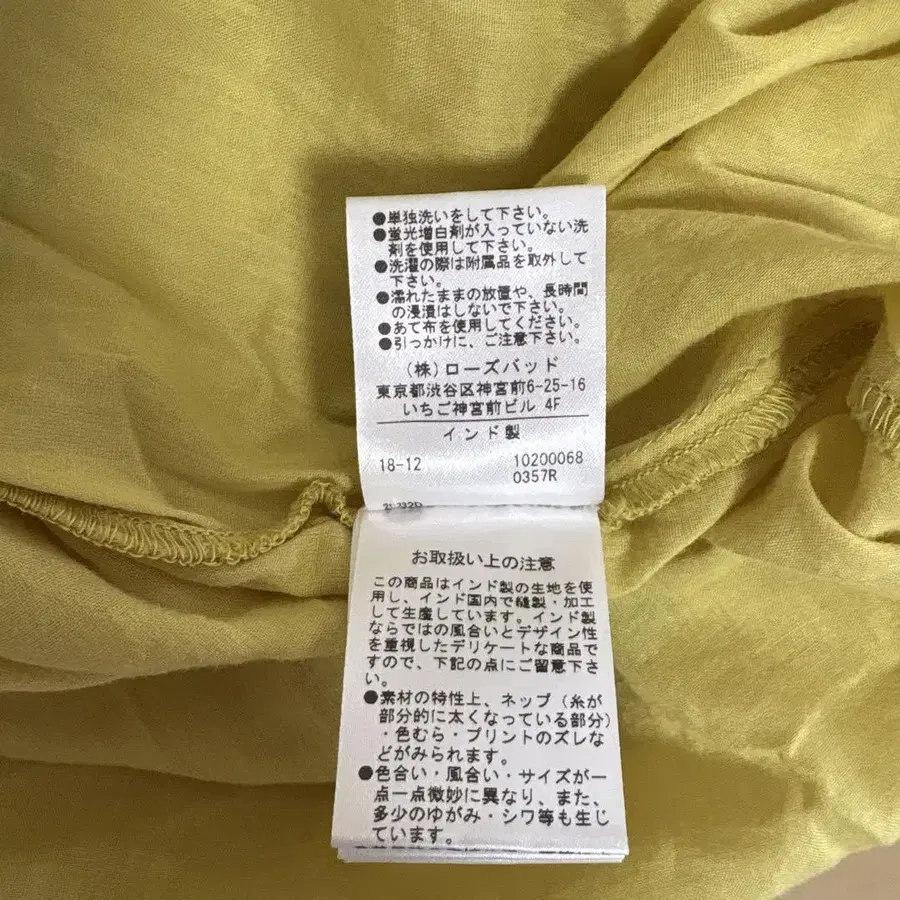 ●単独洗いをして下さい。
●蛍光増白剤が入っていない洗
剤を使用して下さい。
●洗濯の際は附属品を取外して
下さい。
●濡れたままの放置や、長時間
の浸漬はしないで下さい。
●あて布を使用してください。
●引っかけに、ご注意下さい。
(株)ローズバッド
東京都渋谷区神宮前6-25-16
いちご神宮前ビル 4F
インド製
18-12 10200068
0357R
お取扱い上の注意
この商品はインド製の生地を使
用し、インド国内で縫製・加工
して生産しています。インド製
ならではの風合いとデザイン性
を重視したデリケートな商品で
すので、下記の点にご留意下さ
い。
●素材の特性上、ネップ(糸が
部分的に太くなっている部分)
・色むら・プリントのズレな
どがみられます。
●色合い・風合い・サイズが一
点一点微妙に異なり、また、
多少のゆがみ・シワ等も生じ
ています。